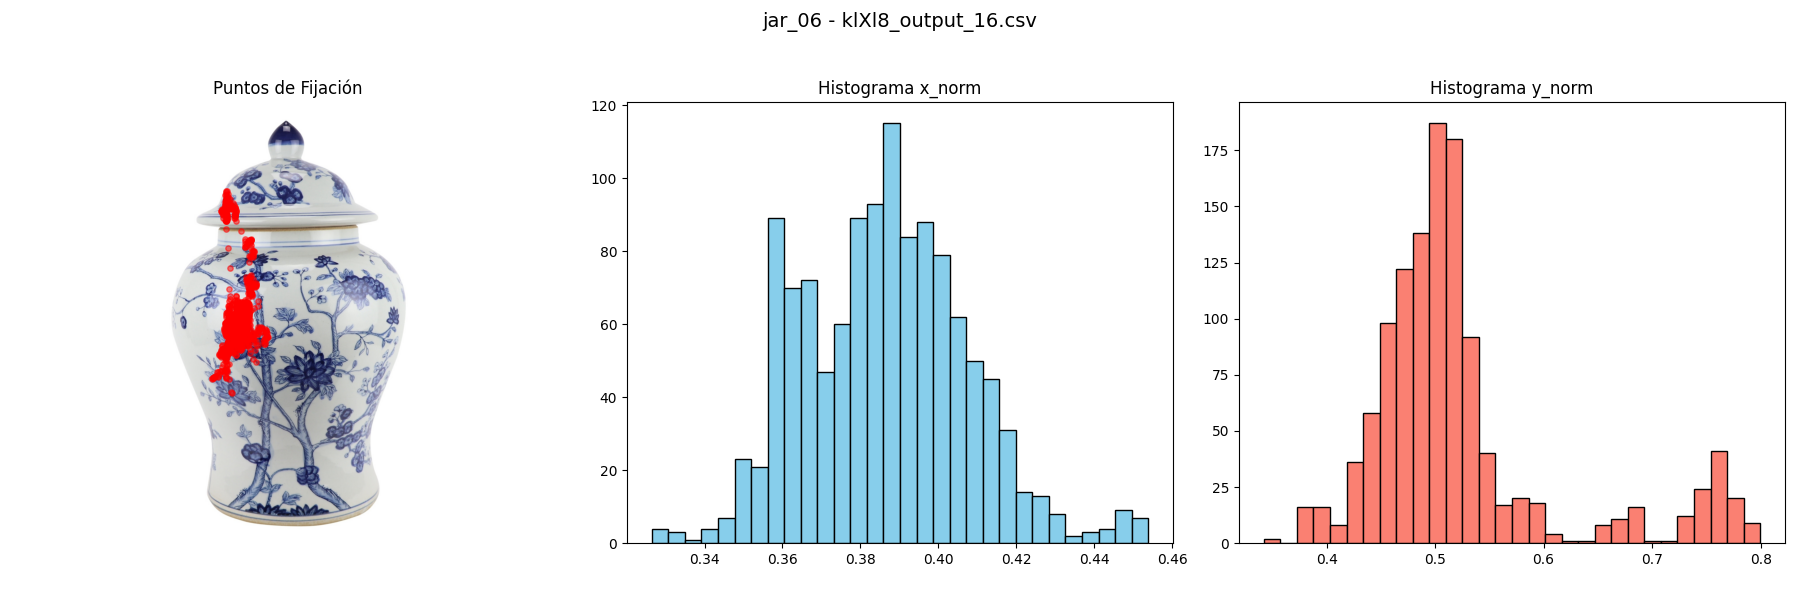 jar_06 - klXl8_output_16.csv
Puntos de Fijación
Histograma x_norm
120
100
80
60
40
20
0
0.34 0.36 0.38 0.40 0.42 0.44 0.46
Histograma y_norm
175
150
125
100
75
50
25
0
0.4 0.5 0.6 0.7 0.8